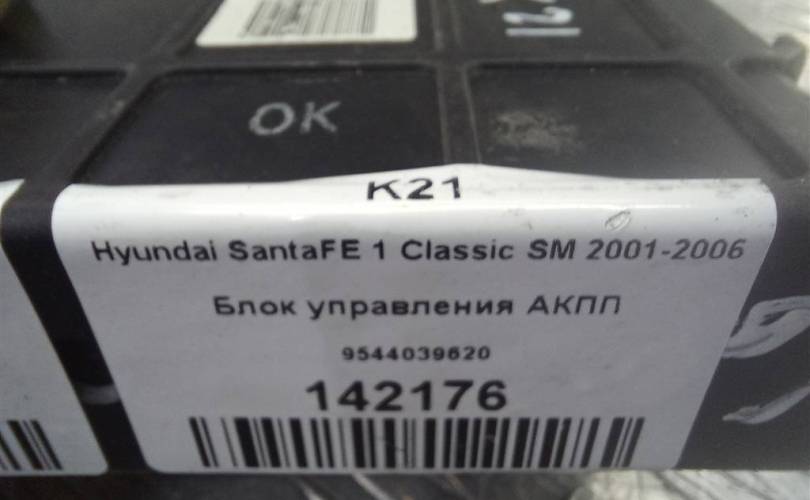 OK
K21
Hyundai SantaFE 1 Classic SM 2001-2006
Блок управления АКПП
9544039620
142176